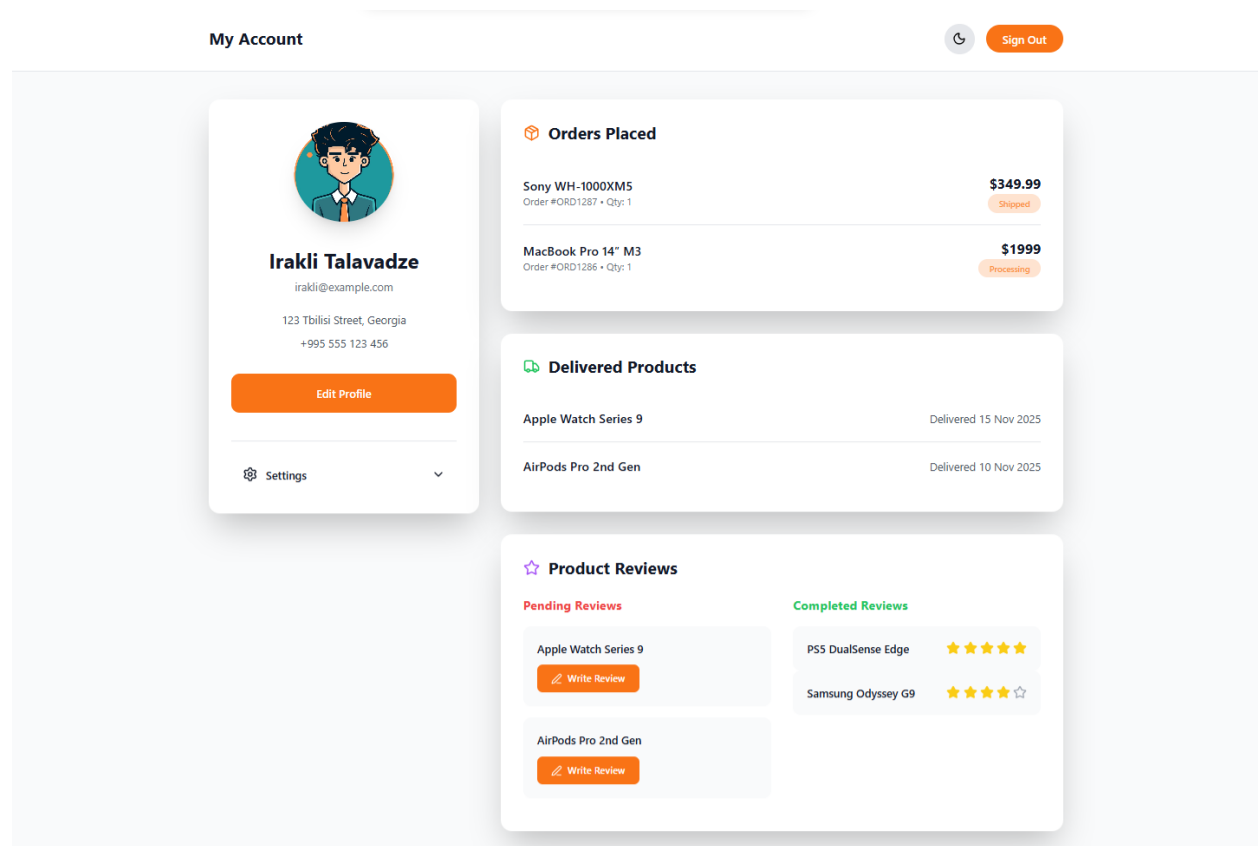 My Account
Sign Out
Irakli Talavadze
irakli@example.com
123 Tbilisi Street, Georgia
+995 555 123 456
Edit Profile
Settings
Orders Placed
Sony WH-1000XM5
$349.99
Order #ORD1287 • Qty: 1
Shipped
MacBook Pro 14″ M3
$1999
Order #ORD1286 • Qty: 1
Processing
Delivered Products
Apple Watch Series 9
Delivered 15 Nov 2025
AirPods Pro 2nd Gen
Delivered 10 Nov 2025
Product Reviews
Pending Reviews
Apple Watch Series 9
Write Review
AirPods Pro 2nd Gen
Write Review
Completed Reviews
PS5 DualSense Edge
Samsung Odyssey G9